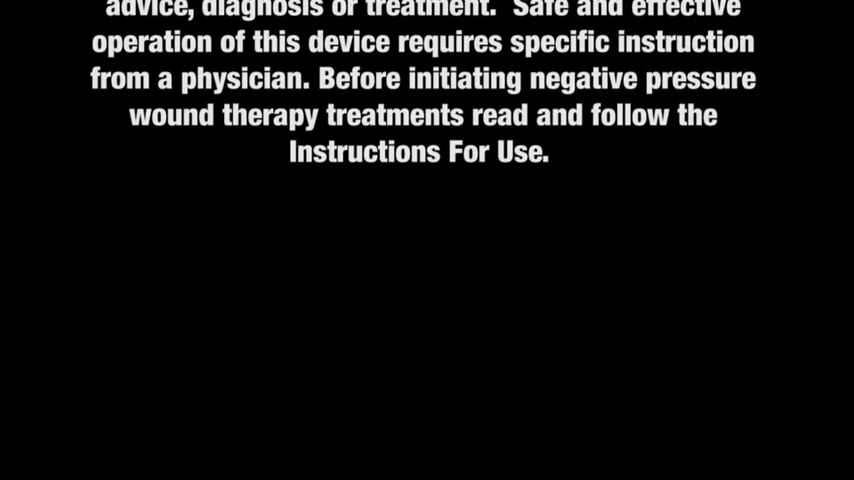 advice, diagnosis or treatment.  Safe and effective
operation of this device requires specific instruction
from a physician. Before initiating negative pressure
wound therapy treatments read and follow the
Instructions For Use.